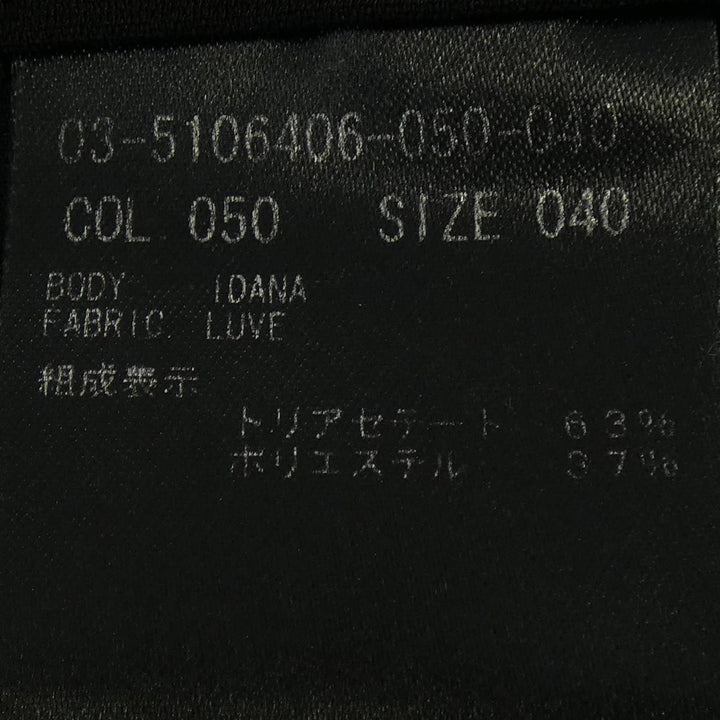 03-5106406-050-040
COL 050 SIZE 040
BODY IDANA
FABRIC LUVE
組成表示
トリアセテート 63%
ポリエステル 37%